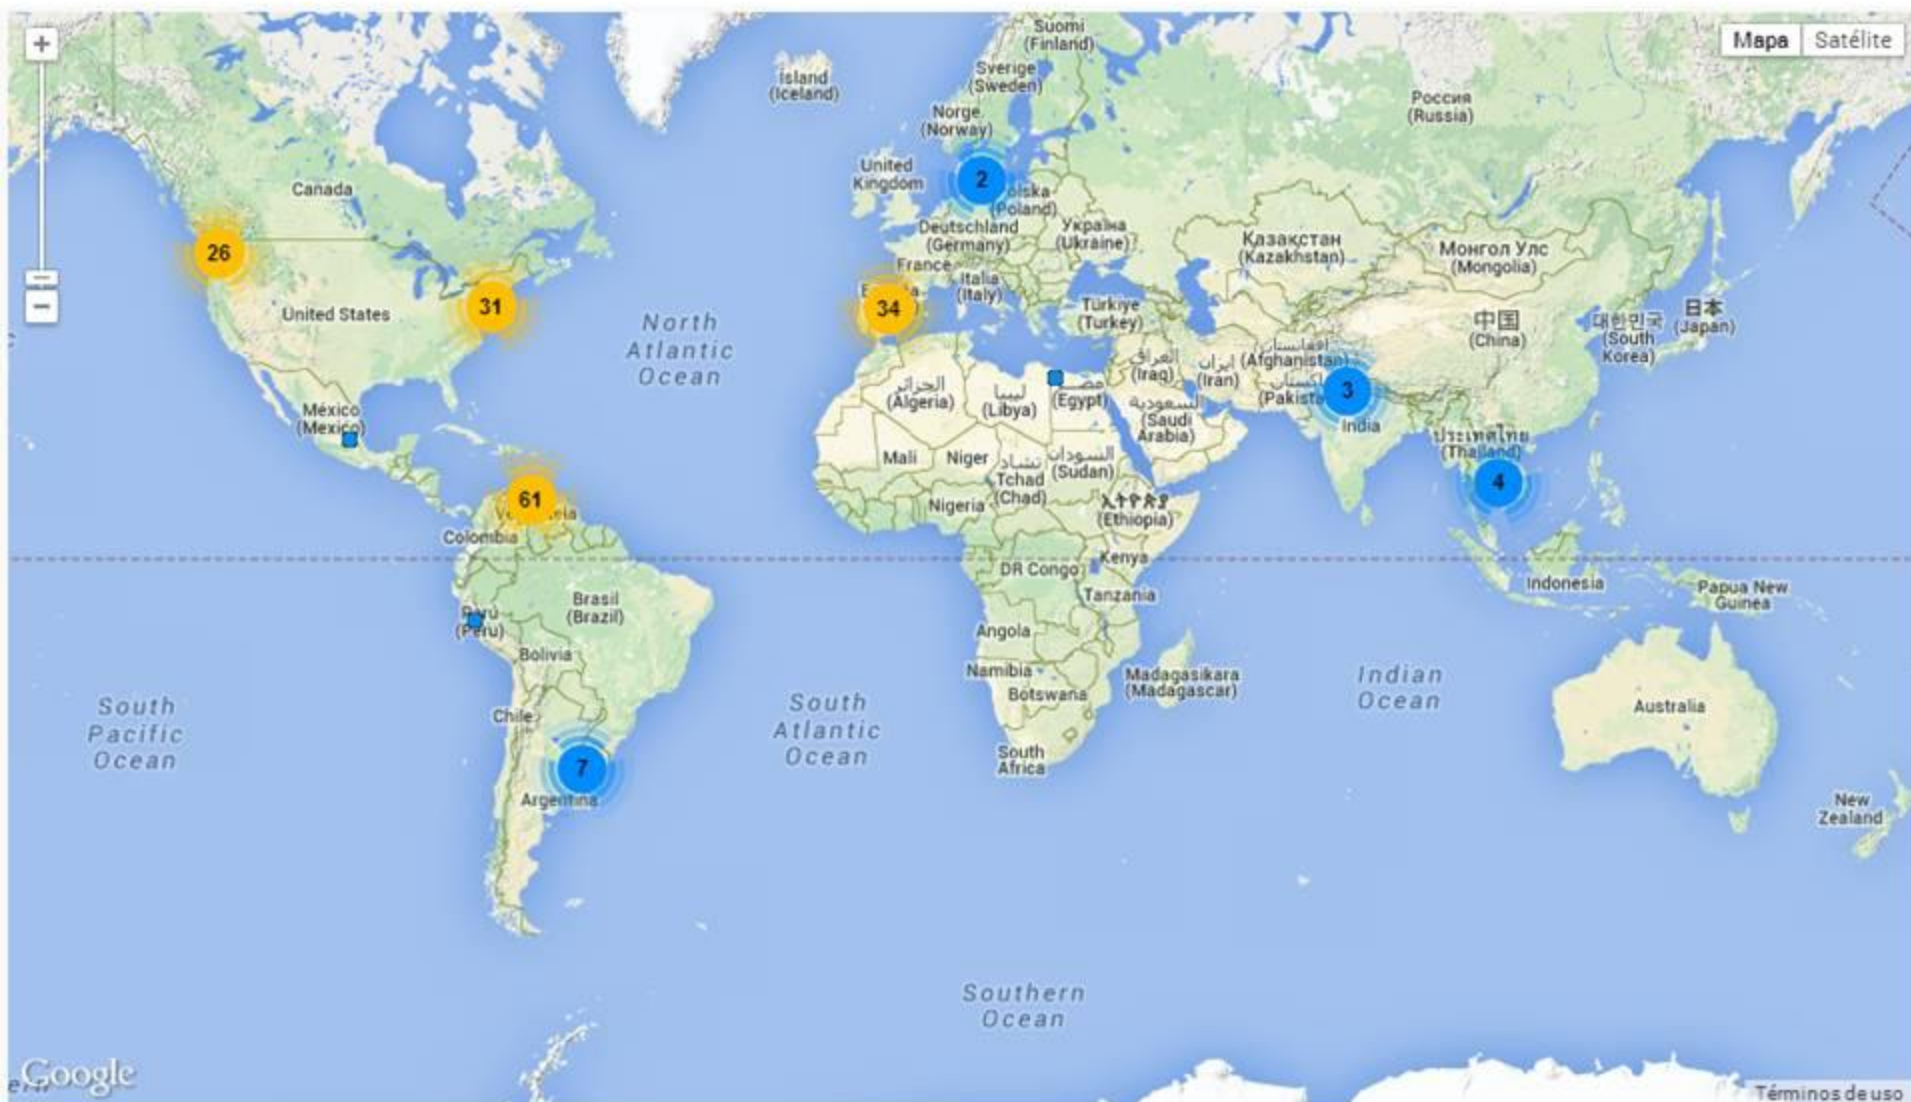 +
−
Mapa
Satélite
Suomi
(Finland)
Ísland
(Iceland)
Sverige
(Sweden)
Norge
(Norway)
Россия
(Russia)
United
Kingdom
2
(Poland)
Canada
Deutschland
(Germany)
Україна
(Ukraine)
Қазақстан
(Kazakhstan)
Монгол Улс
(Mongolia)
26
France
Italia
(Italy)
31
34
United States
Türkiye
(Turkey)
中国
(China)
대한민국
(South
Korea)
日本
(Japan)
North
Atlantic
Ocean
العراق
(Iraq)
ایران
(Iran)
افغانستان
(Afghanistan)
الجزائر
(Algeria)
ليبيا
(Libya)
(Egypt)
3
India
السعودية
(Saudi
Arabia)
México
(Mexico)
ประเทศไทย
(Thailand)
4
Mali
Niger
تشاد
Tchad
(Chad)
السودان
(Sudan)
61
Nigeria
ኢትዮጵያ
(Ethiopia)
Colombia
Kenya
DR Congo
Tanzania
Indonesia
Papua New
Guinea
Brasil
(Brazil)
Perú
(Peru)
Angola
Bolivia
Namibia
Botswana
Madagasikara
(Madagascar)
Indian
Ocean
South
Pacific
Ocean
Chile
South
Atlantic
Ocean
Australia
South
Africa
7
Argentina
New
Zealand
Southern
Ocean
Google
Términos de uso